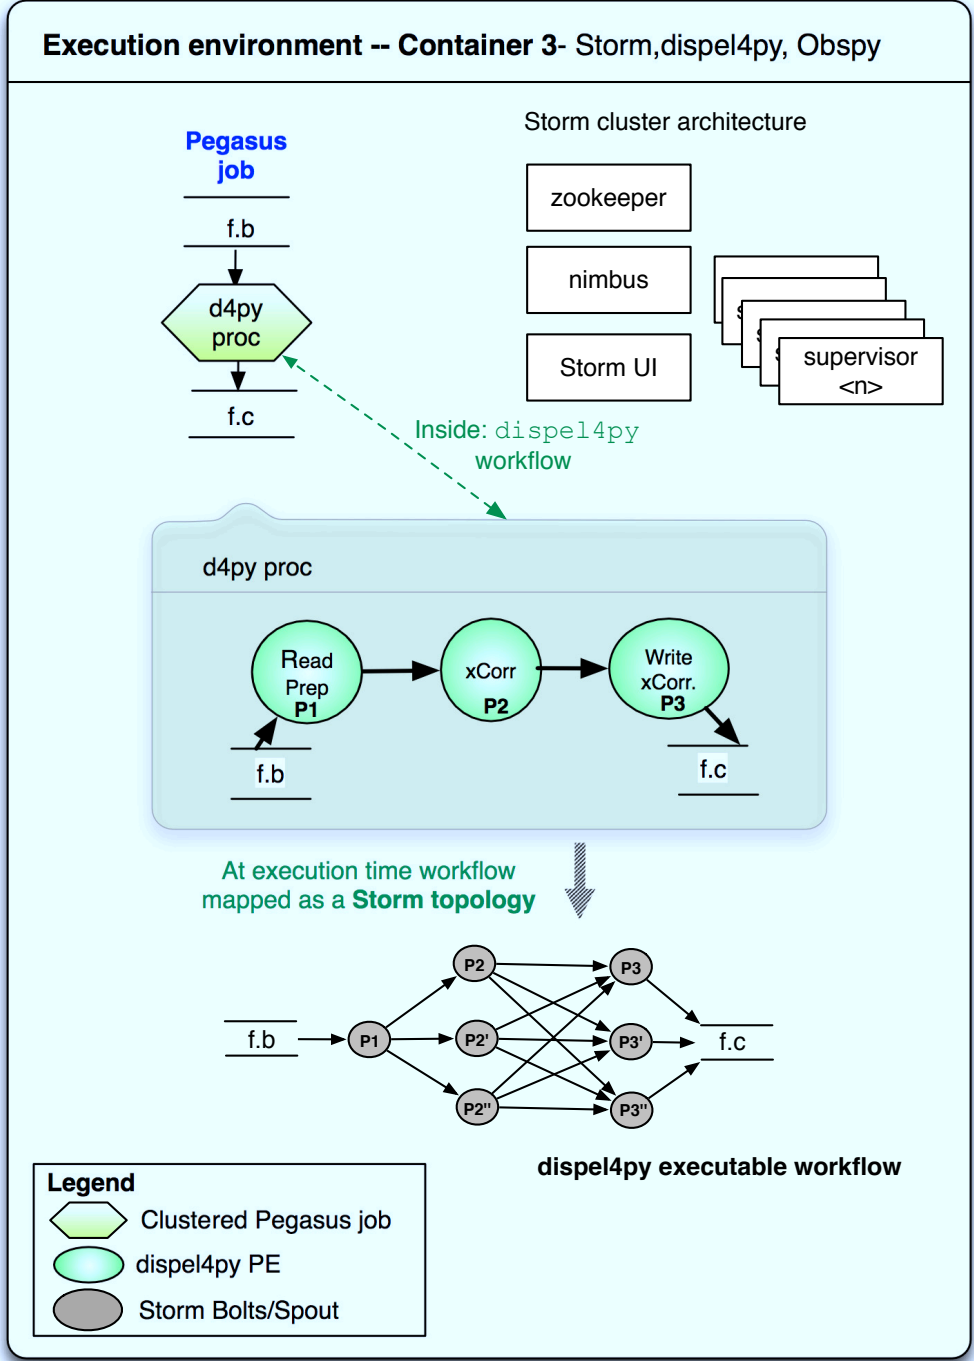 Execution environment -- Container 3- Storm,dispel4py, Obspy
Storm cluster architecture
Pegasus
job
f.b
d4py
proc
f.c
zookeeper
nimbus
Storm UI
supervisor
<n>
Inside: dispel4py
workflow
d4py proc
Read
Prep
P1
xCorr
P2
Write
xCorr.
P3
f.b
f.c
At execution time workflow
mapped as a Storm topology
f.b
P1
P2
P2'
P2"
P3
P3'
P3"
f.c
dispel4py executable workflow
Legend
Clustered Pegasus job
dispel4py PE
Storm Bolts/Spout